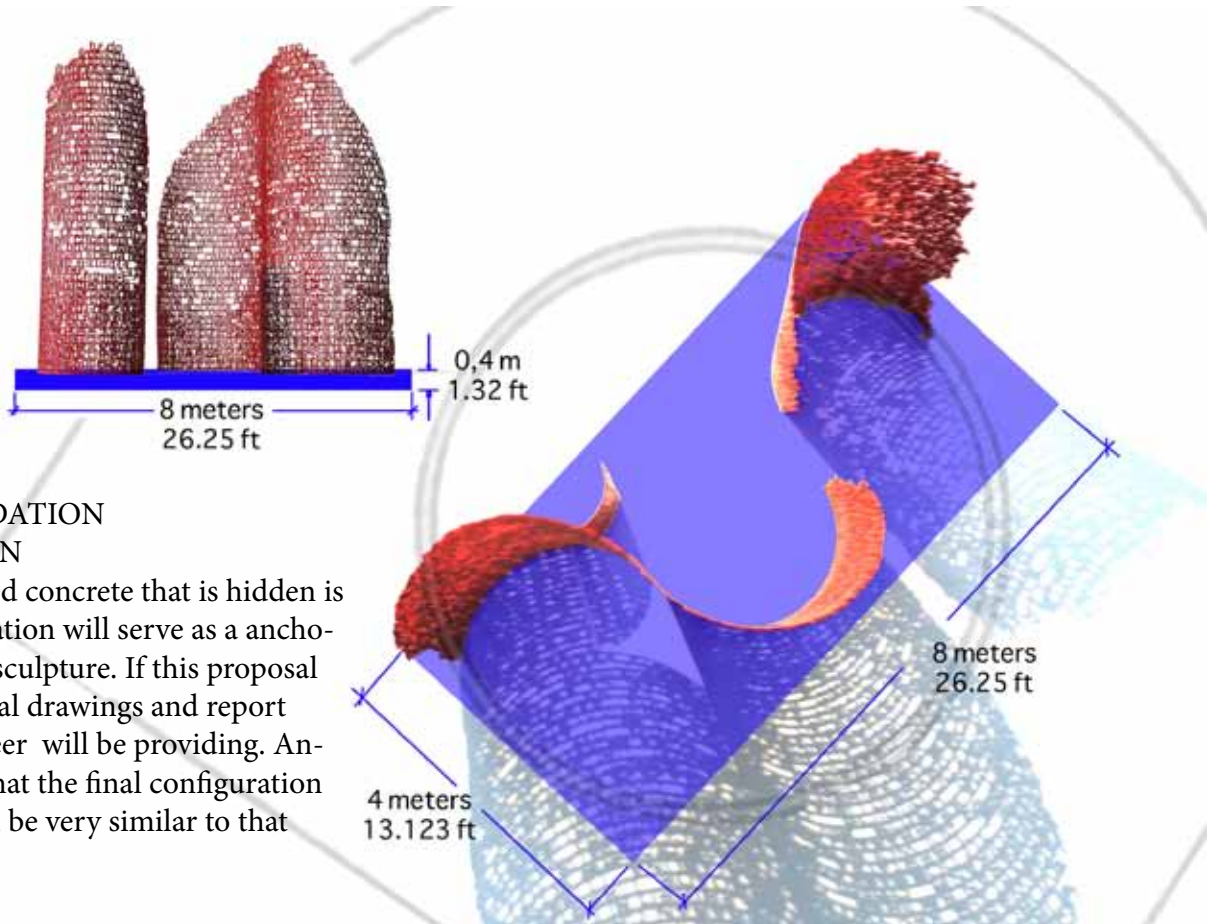 0,4 m
1.32 ft
8 meters
26.25 ft
DATION
N
d concrete that is hidden is
ation will serve as a ancho-
sculpture. If this proposal
al drawings and report
eer will be providing. An-
hat the final configuration
be very similar to that
8 meters
26.25 ft
4 meters
13.123 ft